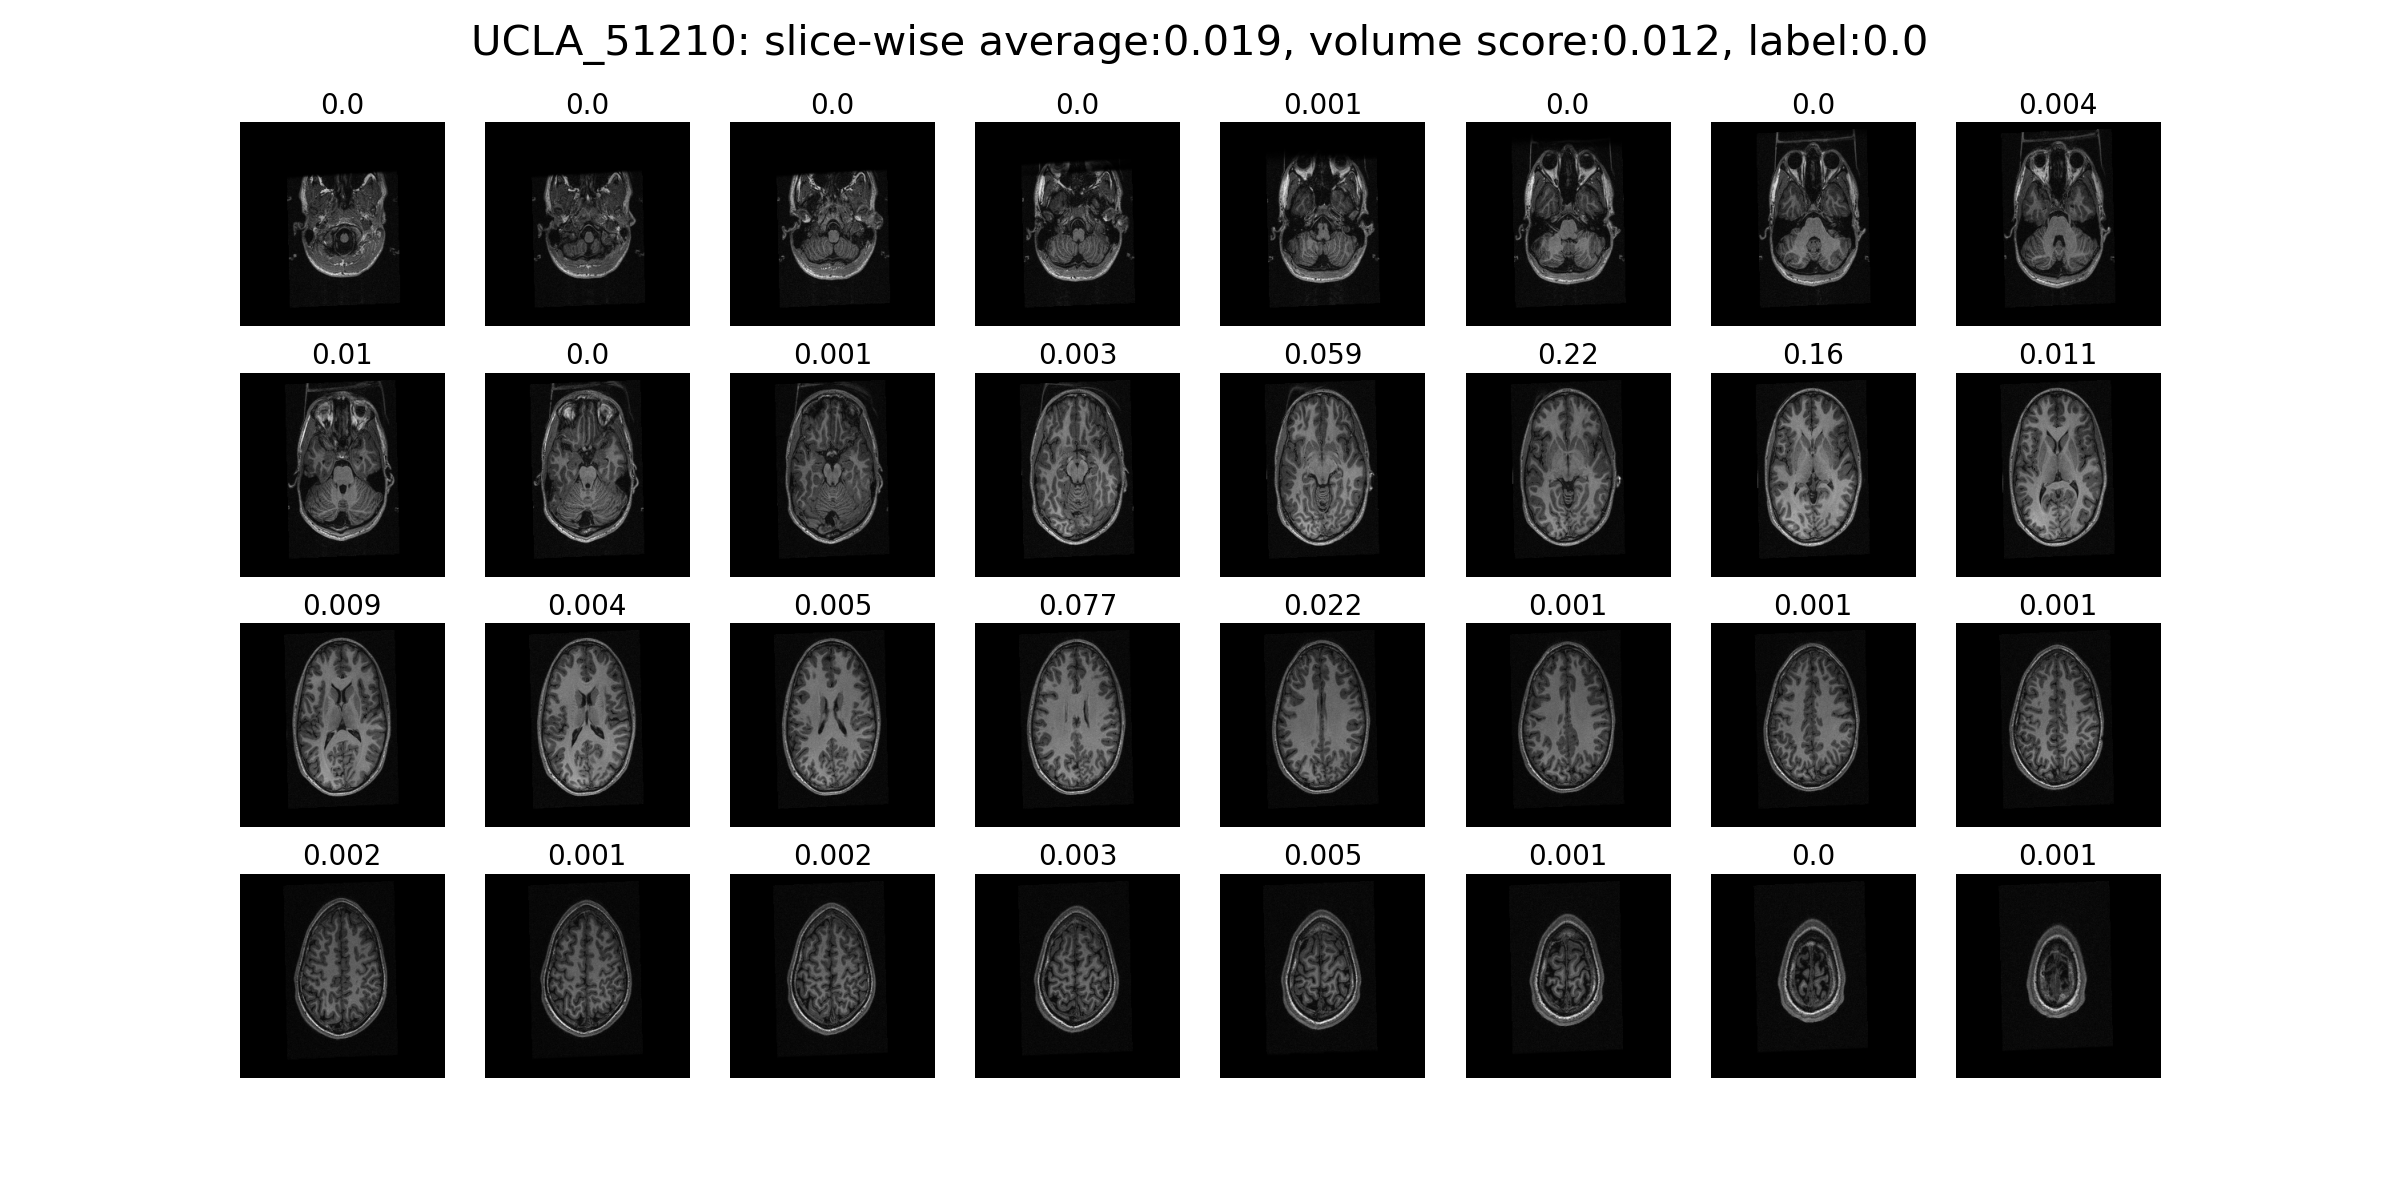 UCLA_51210: slice-wise average:0.019, volume score:0.012, label:0.0
0.0 0.0 0.0 0.0 0.001 0.0 0.0 0.004
0.01 0.0 0.001 0.003 0.059 0.22 0.16 0.011
0.009 0.004 0.005 0.077 0.022 0.001 0.001 0.001
0.002 0.001 0.002 0.003 0.005 0.001 0.0 0.001